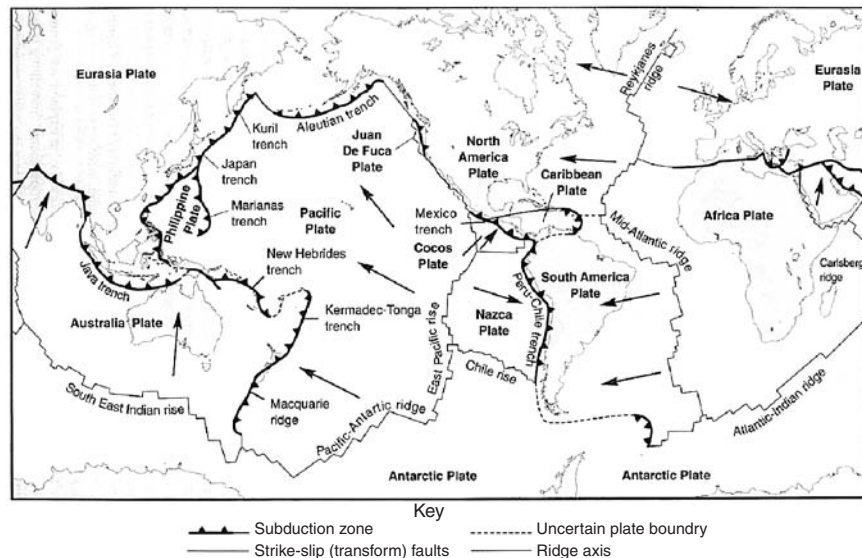 Eurasia Plate
Reykjanes
ridge
Eurasia
Plate
Kuril
trench
Aleutian trench
Juan
De Fuca
Plate
North
America
Plate
Japan
trench
Caribbean
Plate
Philippine
Plate
Marianas
trench
Pacific
Plate
Mexico
trench
Africa Plate
Cocos
Plate
Mid-Atlantic ridge
New Hebrides
trench
Carlsberg
ridge
Java trench
Peru-Chile trench
South America
Plate
Australia Plate
Kermadec-Tonga
trench
Nazca
Plate
East Pacific rise
South East Indian rise
Chile rise
Macquarie
ridge
Pacific-Antartic ridge
Atlantic-Indian ridge
Antarctic Plate
Antarctic Plate
Key
Subduction zone
Uncertain plate boundry
Strike-slip (transform) faults
Ridge axis